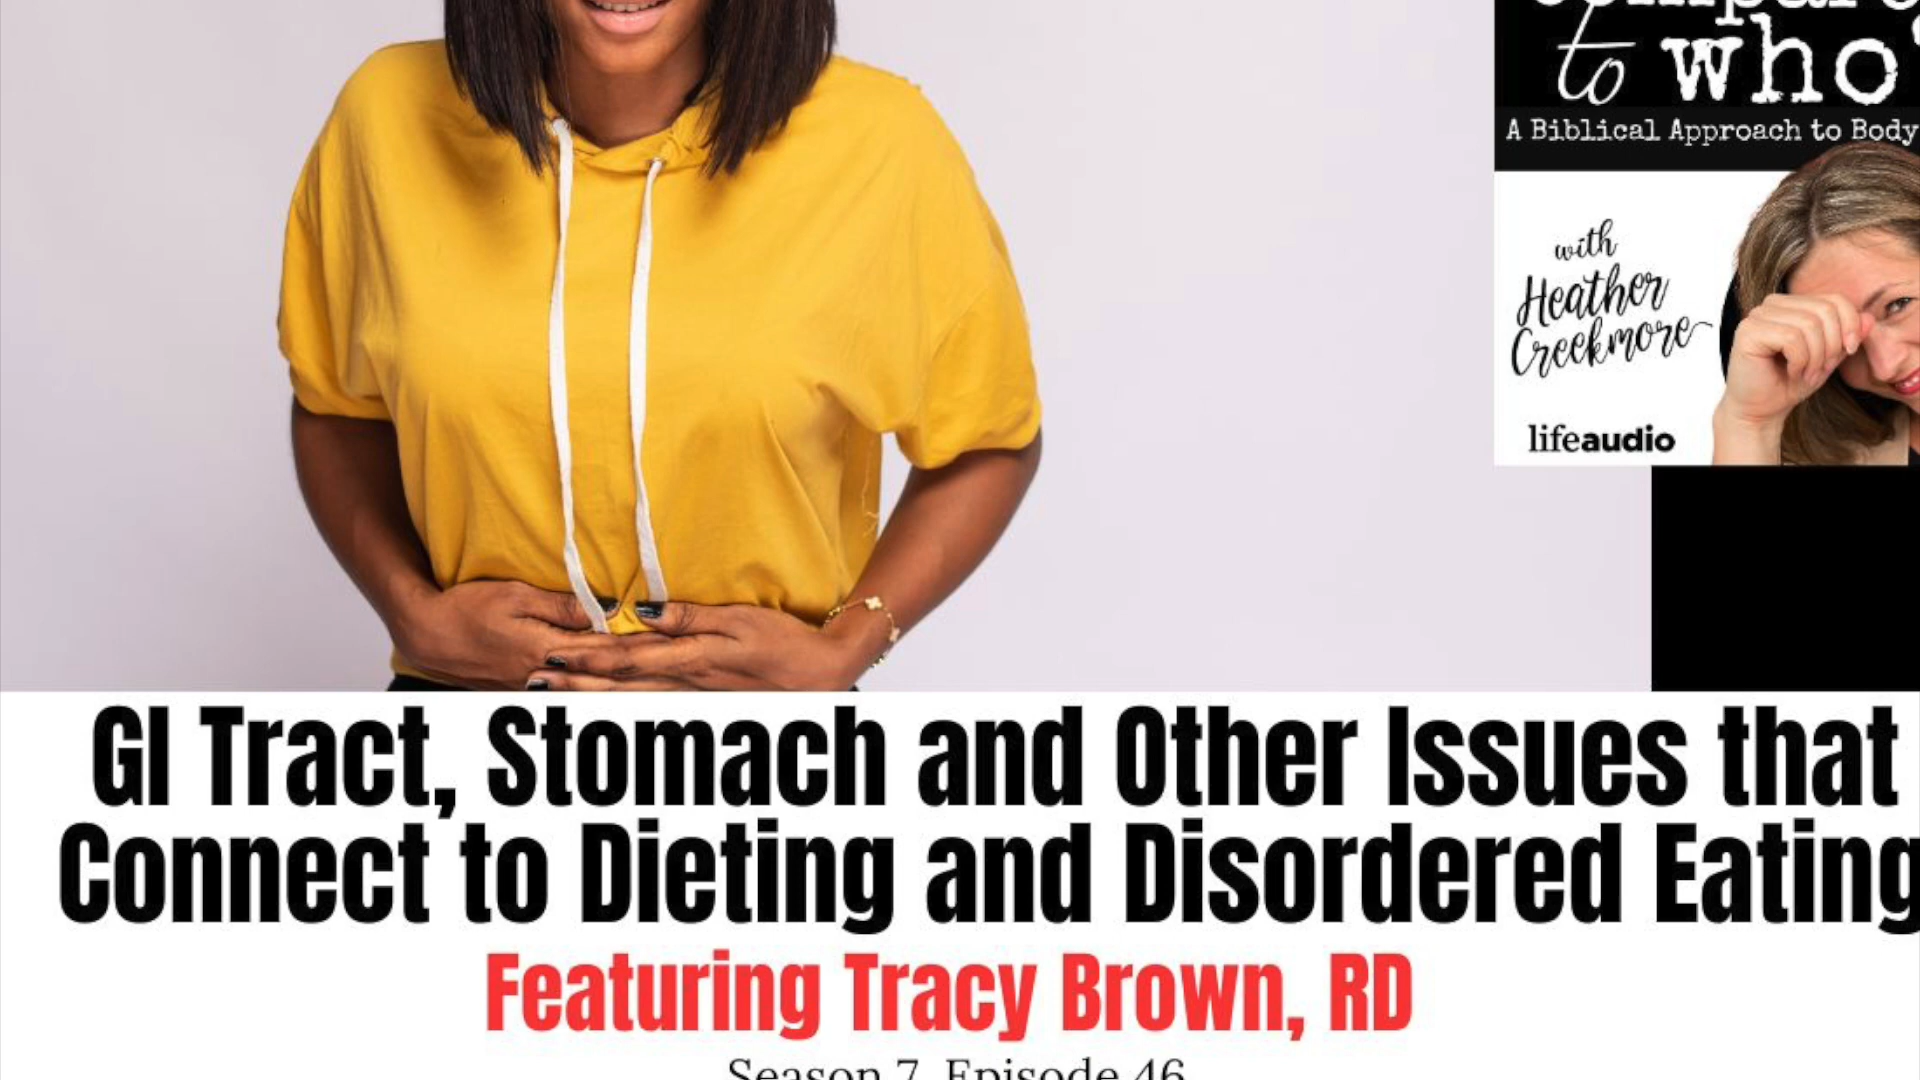 to who
A Biblical Approach to Body
with
Heather
Creekmore
lifeaudio
GI Tract, Stomach and Other Issues that
Connect to Dieting and Disordered Eating
Featuring Tracy Brown, RD
Season 7, Episode 46